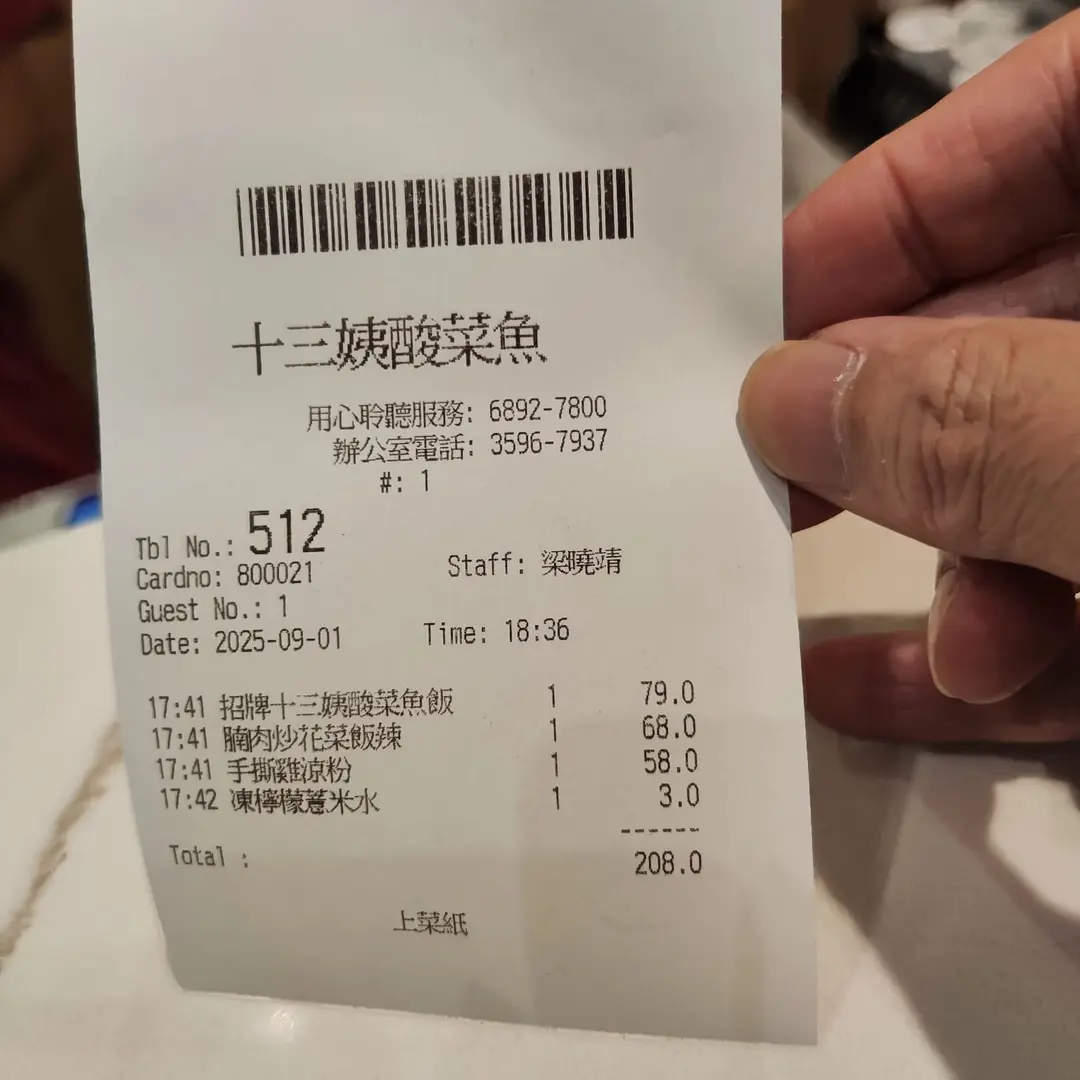 十三姨酸菜魚
用心聆聽服務: 6892-7800
辦公室電話: 3596-7937
#: 1
Tbl No.: 512
Cardno: 800021 Staff: 梁曉靖
Guest No.: 1
Date: 2025-09-01 Time: 18:36
17:41 招牌十三姨酸菜魚飯 1 79.0
17:41 腩肉炒花菜飯辣 1 68.0
17:41 手撕雞涼粉 1 58.0
17:42 凍檸檬薏米水 1 3.0
------
Total : 208.0
上菜紙